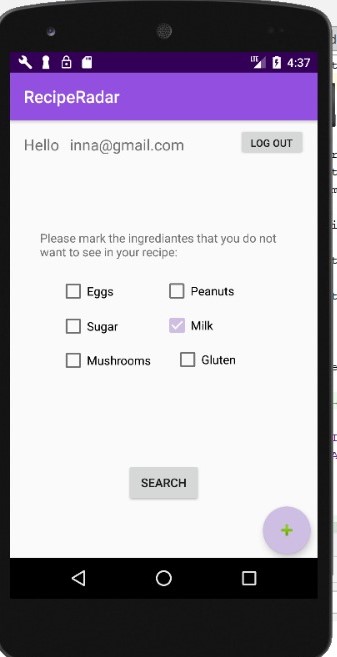 LTE 4:37
RecipeRadar
Hello inna@gmail.com LOG OUT
Please mark the ingrediantes that you do not
want to see in your recipe:
Eggs Peanuts
Sugar Milk
Mushrooms Gluten
SEARCH
+